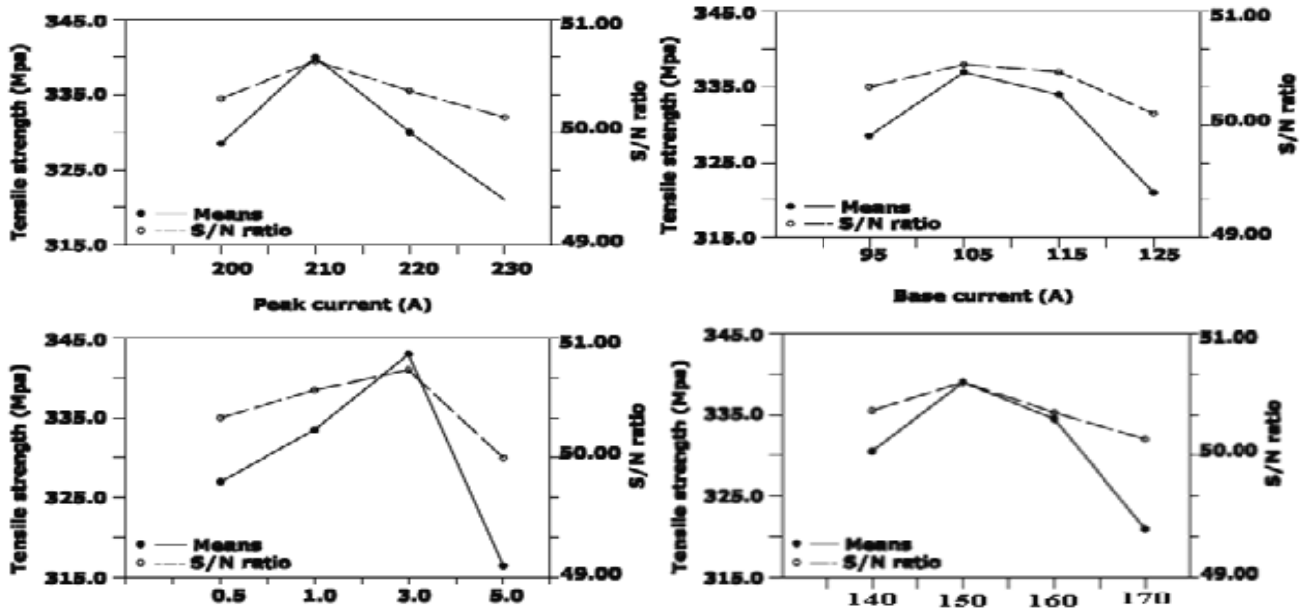 345.0
335.0
325.0
315.0
Tensile strength (Mpa)
51.00
50.00
49.00
S/N ratio
Means
S/N ratio
200 210 220 230
Peak current (A)
345.0
335.0
325.0
315.0
Tensile strength (Mpa)
51.00
50.00
49.00
S/N ratio
Means
S/N ratio
95 105 115 125
Base current (A)
345.0
335.0
325.0
315.0
Tensile strength (Mpa)
51.00
50.00
49.00
S/N ratio
Means
S/N ratio
0.5 1.0 3.0 5.0
345.0
335.0
325.0
315.0
Tensile strength (Mpa)
51.00
50.00
49.00
S/N ratio
Means
S/N ratio
140 150 160 170